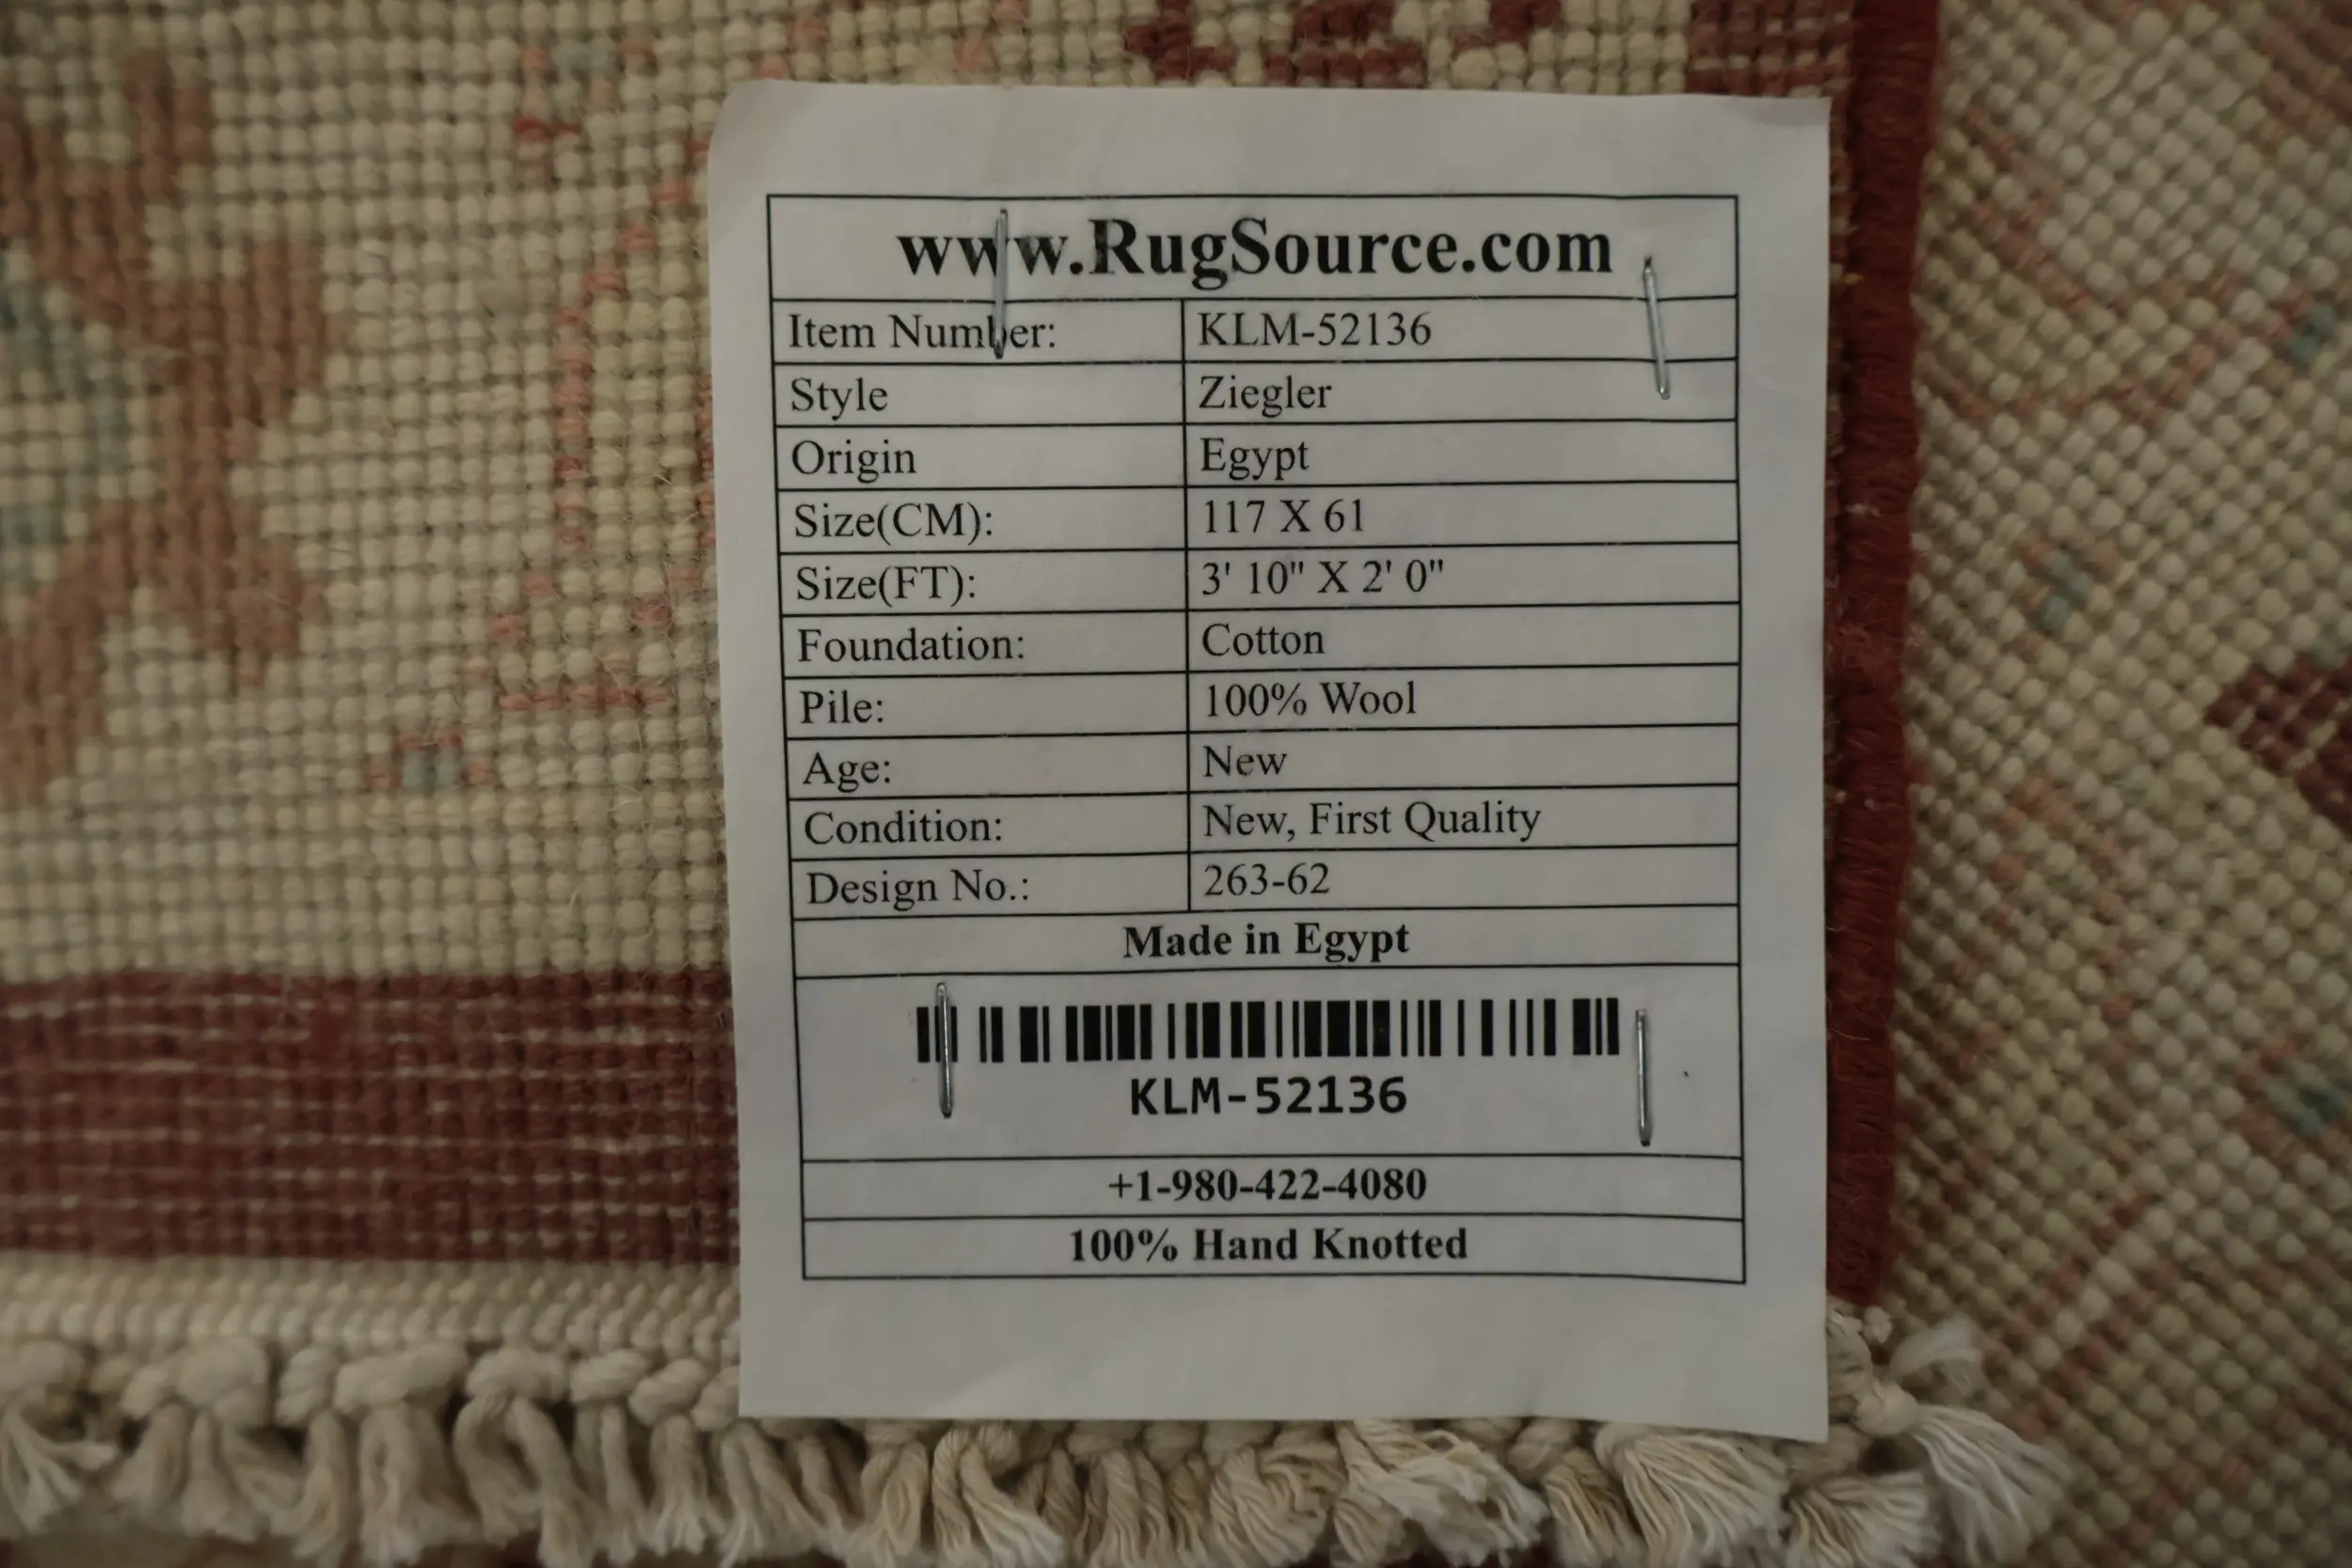 www.RugSource.com
Item Number: KLM-52136
Style Ziegler
Origin Egypt
Size(CM): 117 X 61
Size(FT): 3' 10" X 2' 0"
Foundation: Cotton
Pile: 100% Wool
Age: New
Condition: New, First Quality
Design No.: 263-62
Made in Egypt
KLM-52136
+1-980-422-4080
100% Hand Knotted